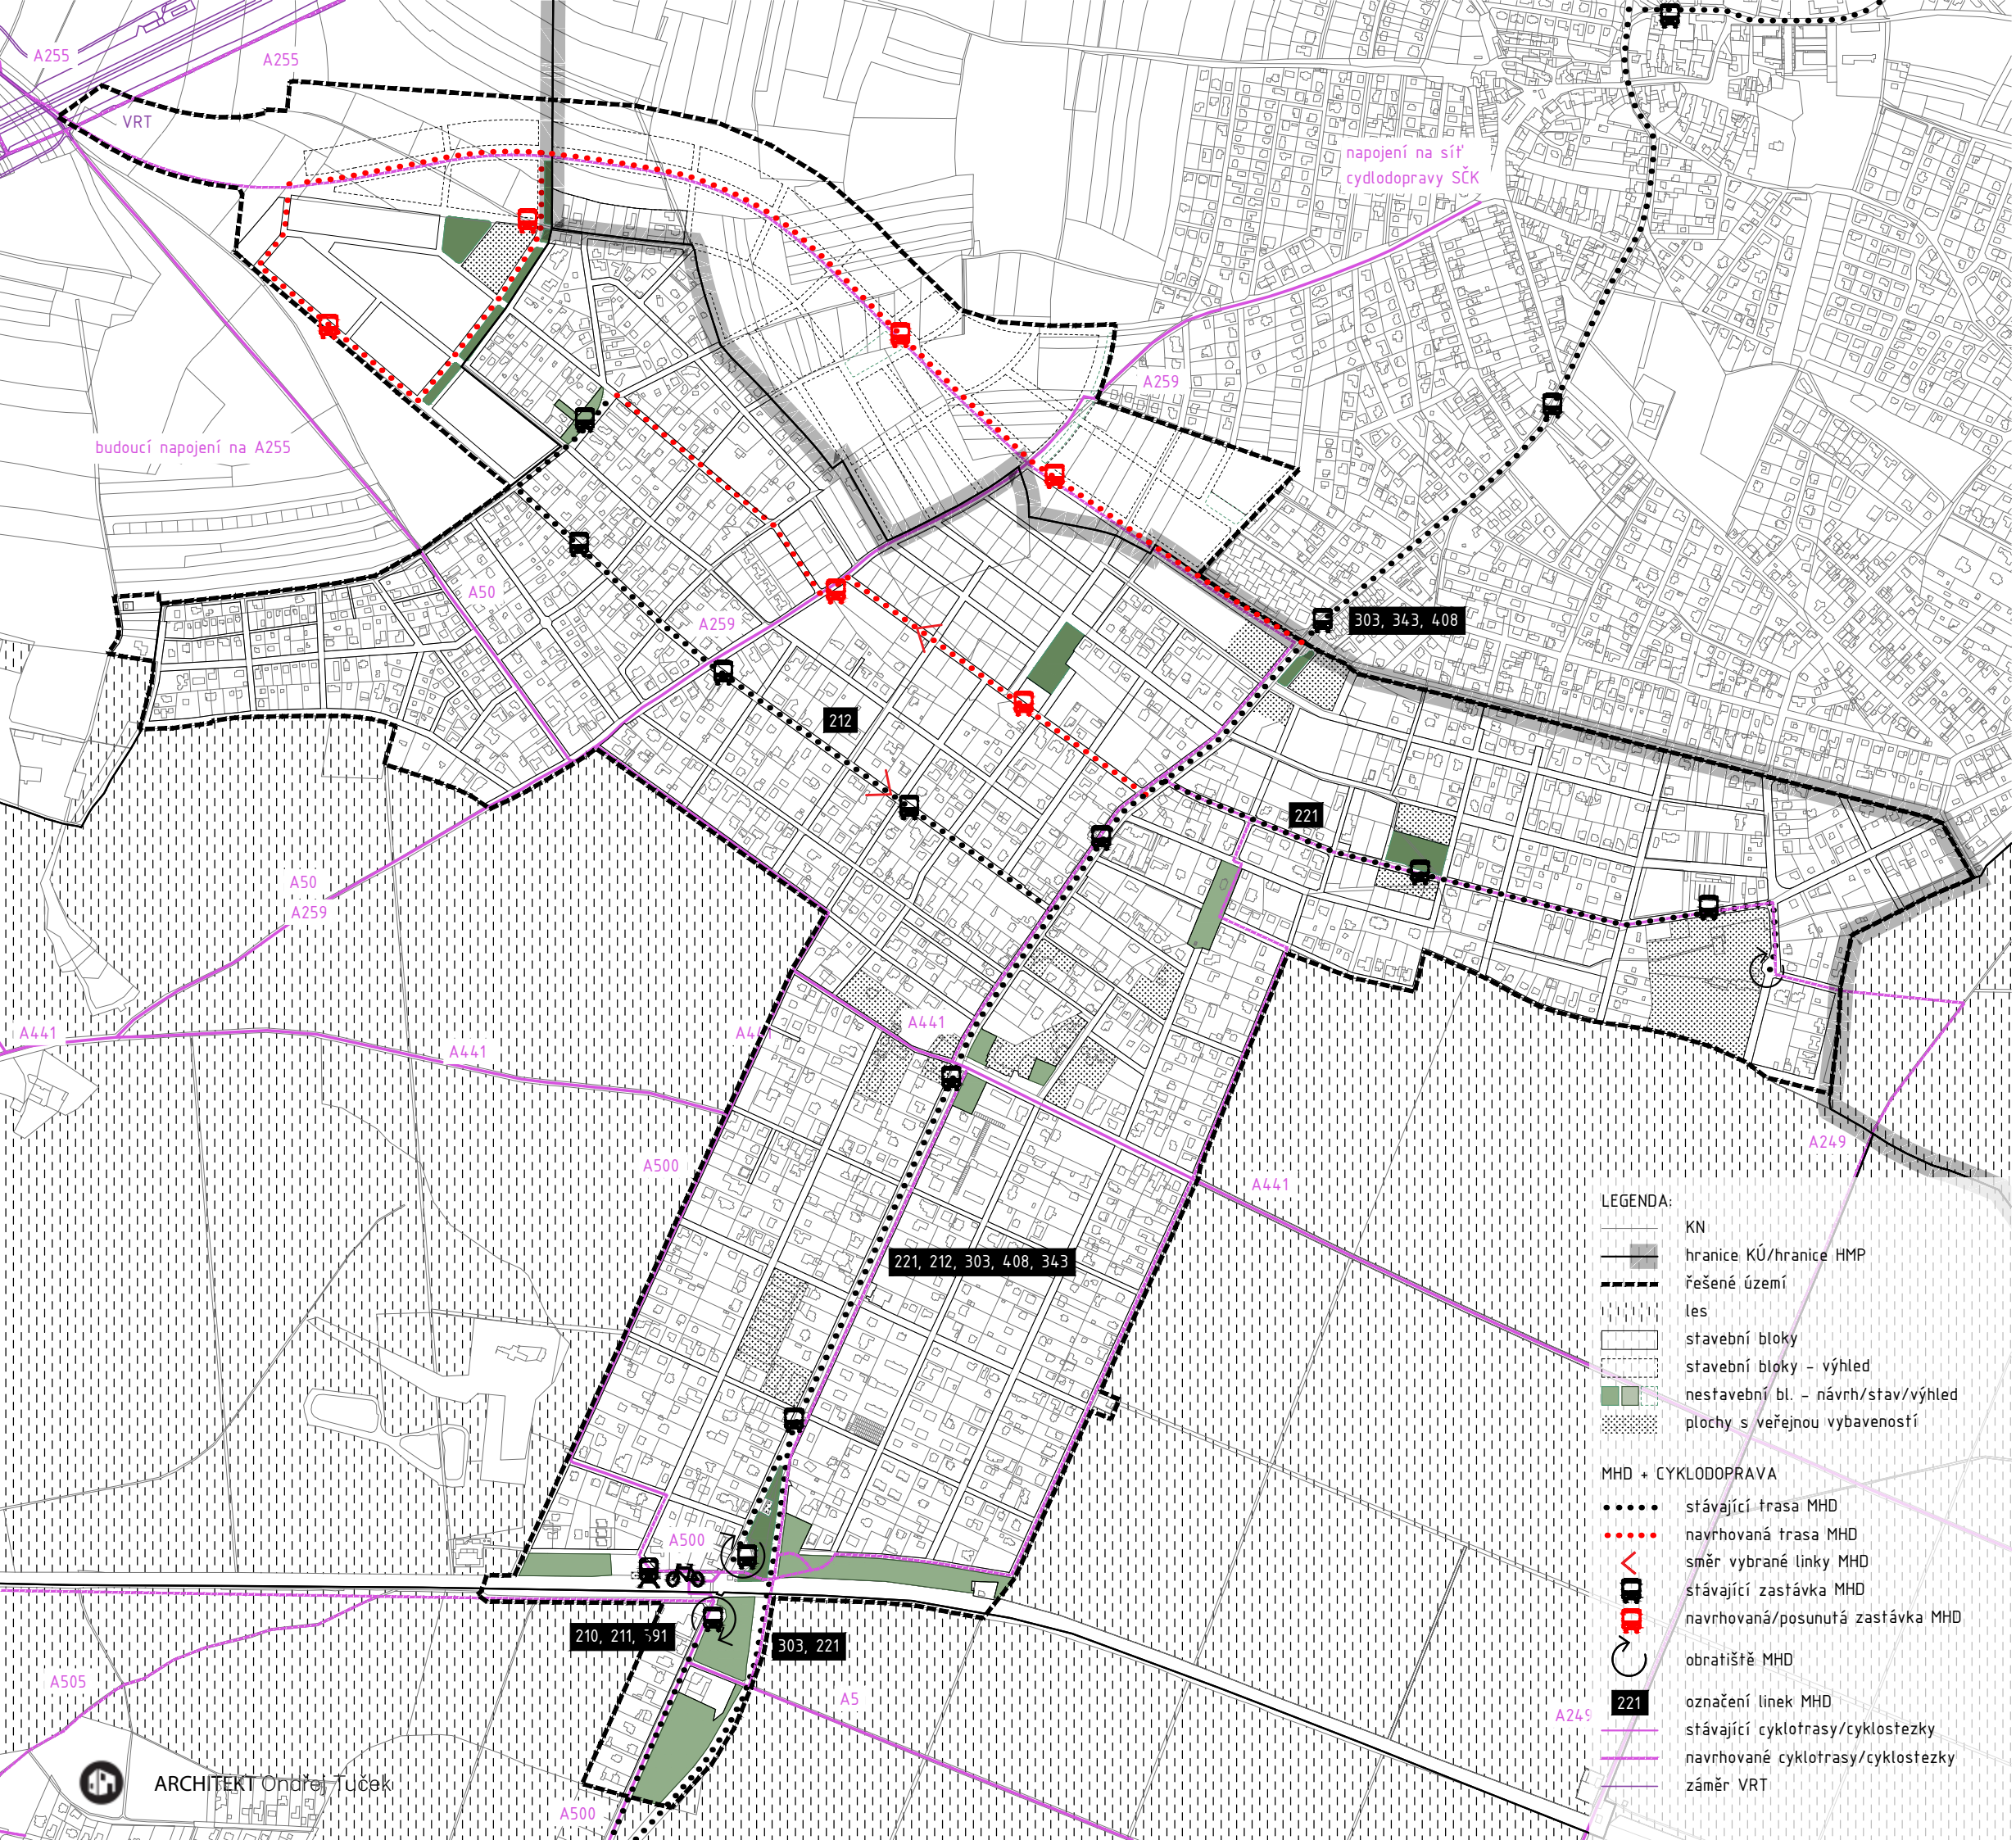 A255
A255
VRT
napojení na síť
cydlodopravy SČK
A259
budoucí napojení na A255
A50
A259
303, 343, 408
212
221
A50
A259
A441
A441
A441
A441
A500
A249
A441
221, 212, 303, 408, 343
A500
210, 211, 591
303, 221
A505
A5
A249
A500
ARCHITEKT Ondřej Tuček
LEGENDA:
KN
hranice KÚ/hranice HMP
řešené území
les
stavební bloky
stavební bloky - výhled
nestavební bl. - návrh/stav/výhled
plochy s veřejnou vybaveností
MHD + CYKLODOPRAVA
stávající trasa MHD
navrhovaná trasa MHD
směr vybrané linky MHD
stávající zastávka MHD
navrhovaná/posunutá zastávka MHD
obratiště MHD
221 označení linek MHD
stávající cyklotrasy/cyklostezky
navrhované cyklotrasy/cyklostezky
záměr VRT